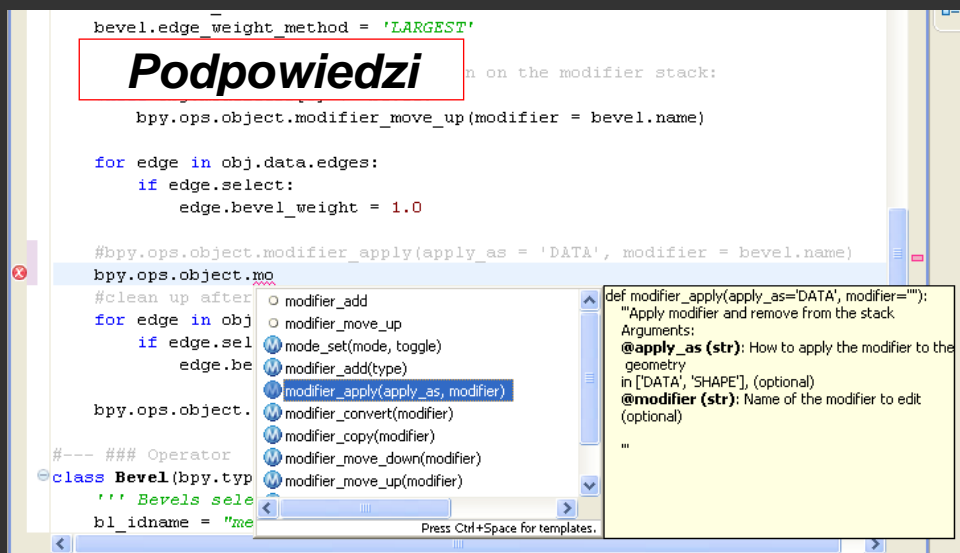 bevel.edge_weight_method = 'LARGEST'
Podpowiedzi
n on the modifier stack:
bpy.ops.object.modifier_move_up(modifier = bevel.name)
for edge in obj.data.edges:
if edge.select:
edge.bevel_weight = 1.0
#bpy.ops.object.modifier_apply(apply_as = 'DATA', modifier = bevel.name)
bpy.ops.object.mo
#clean up after
for edge in obj
if edge.sel
edge.be
bpy.ops.object.
#--- ### Operator
class Bevel(bpy.typ
''' Bevels sele
bl_idname = "me
modifier_add
modifier_move_up
mode_set(mode, toggle)
modifier_add(type)
modifier_apply(apply_as, modifier)
modifier_convert(modifier)
modifier_copy(modifier)
modifier_move_down(modifier)
modifier_move_up(modifier)
Press Ctrl+Space for templates.
def modifier_apply(apply_as='DATA', modifier=""):
'''Apply modifier and remove from the stack
Arguments:
@apply_as (str): How to apply the modifier to the
geometry
in ['DATA', 'SHAPE'], (optional)
@modifier (str): Name of the modifier to edit
(optional)
'''